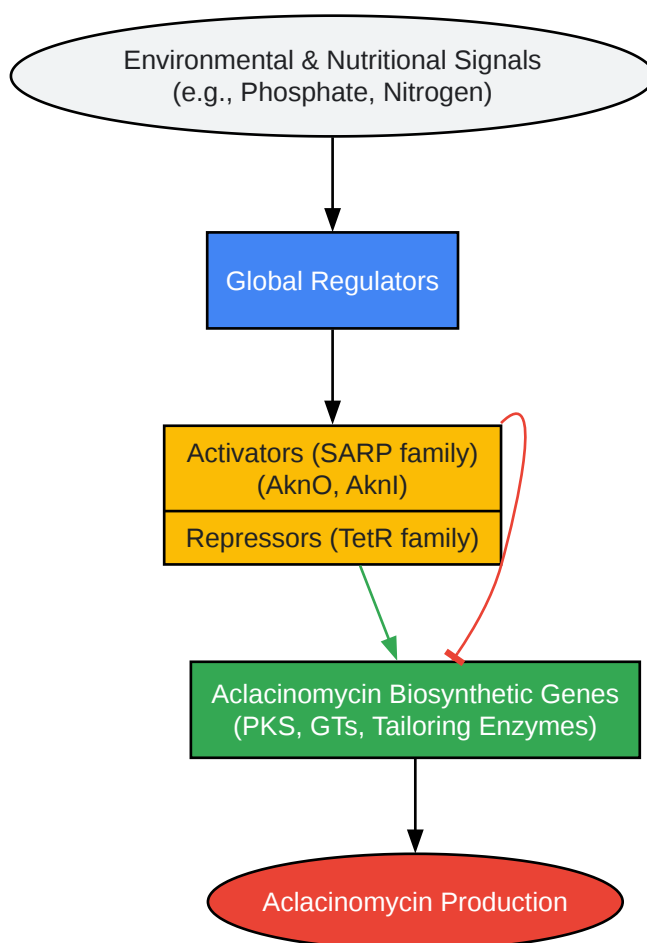 Environmental & Nutritional Signals
(e.g., Phosphate, Nitrogen)
Global Regulators
Activators (SARP family)
(AknO, AknI)
Repressors (TetR family)
Aclacinomycin Biosynthetic Genes
(PKS, GTs, Tailoring Enzymes)
Aclacinomycin Production